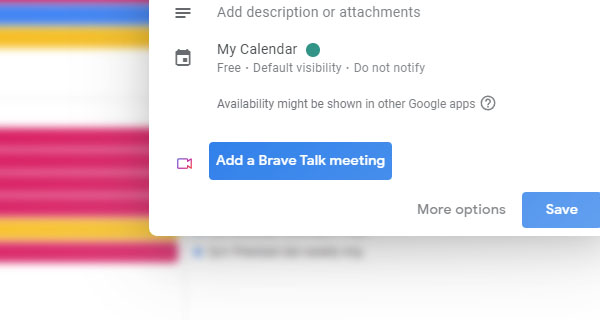 Add description or attachments
My Calendar
Free · Default visibility · Do not notify
Availability might be shown in other Google apps
Add a Brave Talk meeting
More options
Save